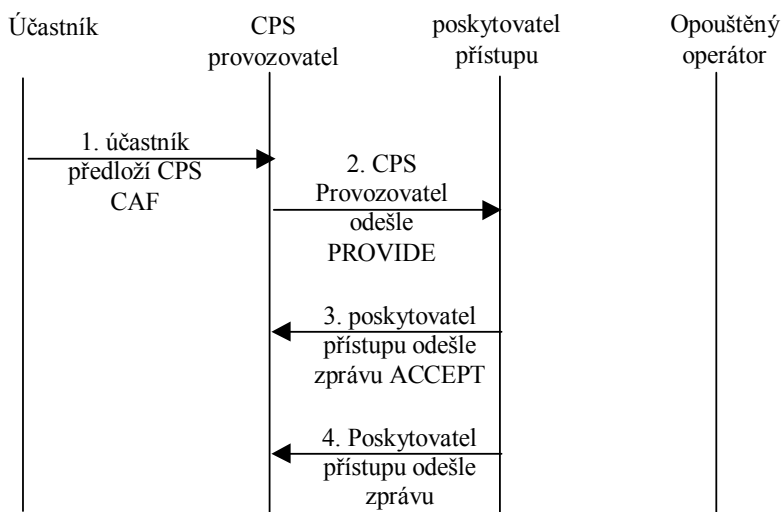 Účastník
CPS
provozovatel
poskytovatel
přístupu
Opouštěný
operátor
1. účastník
předloží CPS
CAF
2. CPS
Provozovatel
odešle
PROVIDE
3. poskytovatel
přístupu odešle
zprávu ACCEPT
4. Poskytovatel
přístupu odešle
zprávu